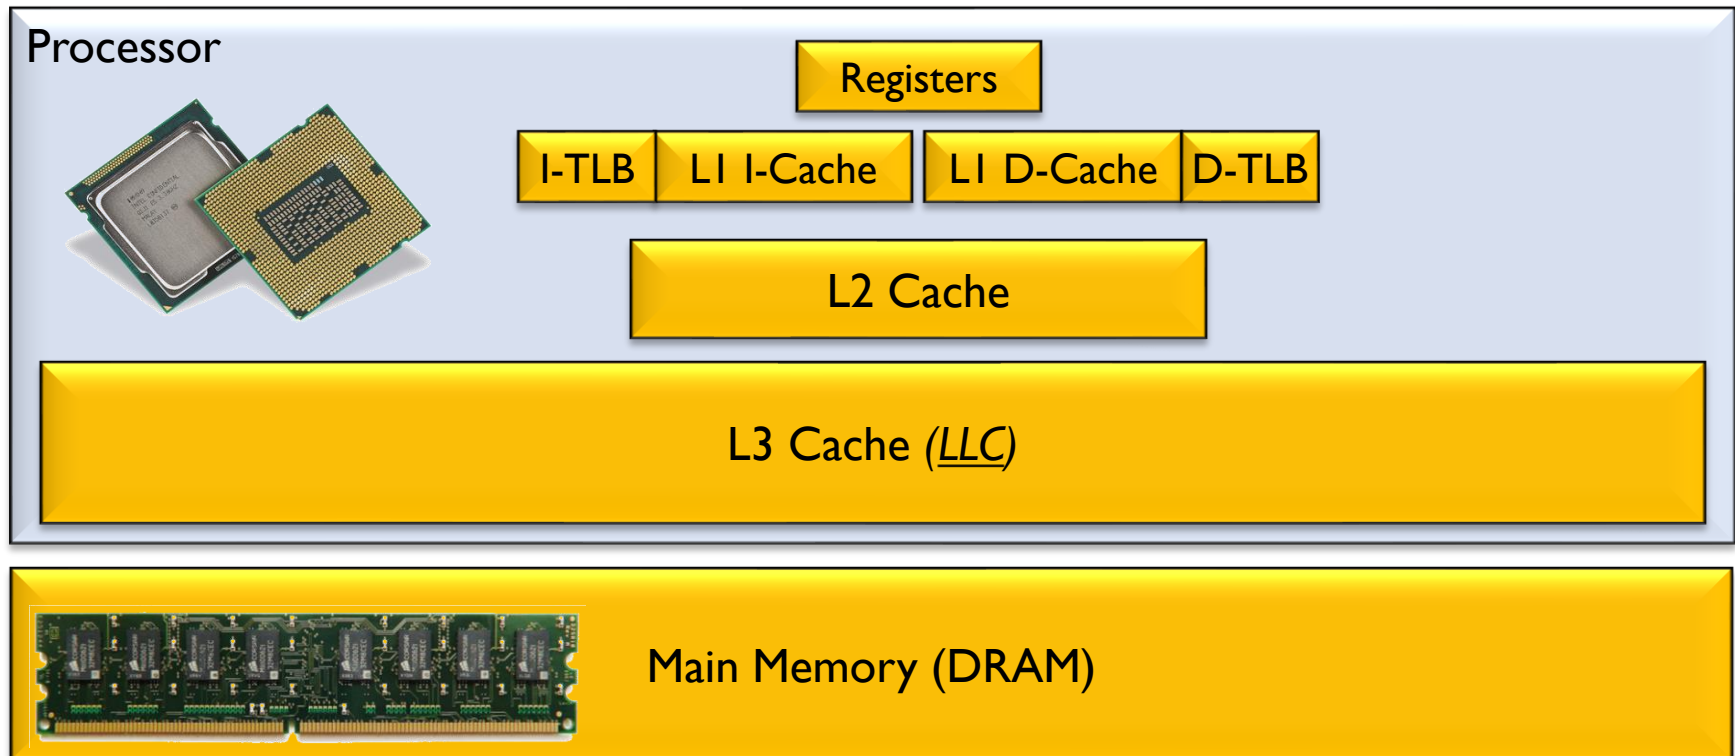 Processor
Registers
I-TLB
L1 I-Cache
L1 D-Cache
D-TLB
L2 Cache
L3 Cache (LLC)
Main Memory (DRAM)